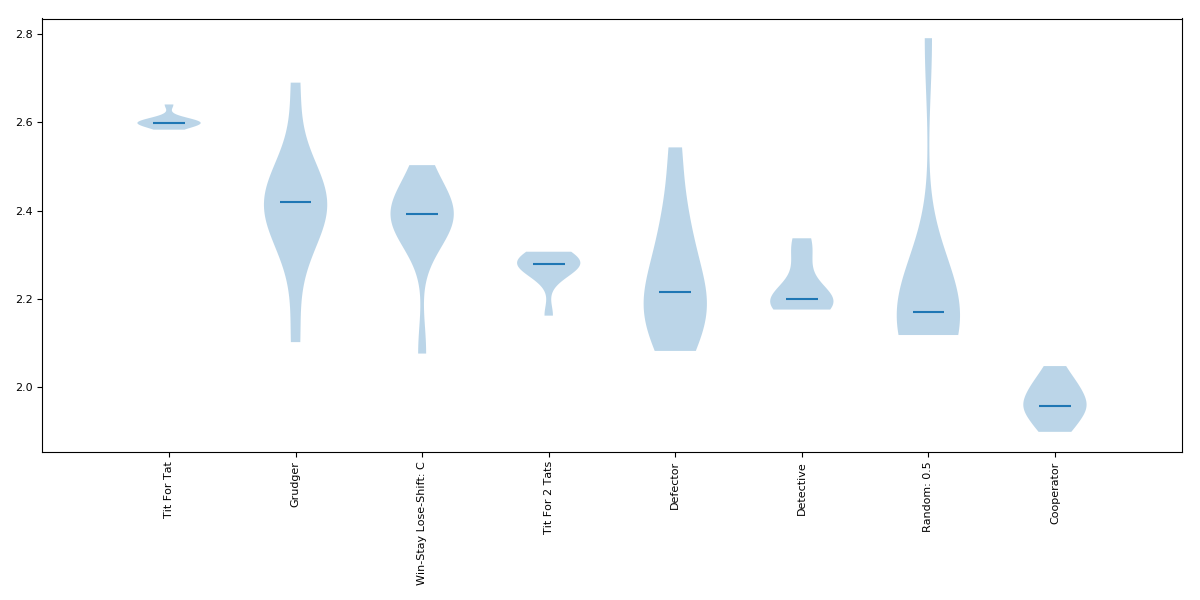 2.8
2.6
2.4
2.2
2.0
Tit For Tat
Grudger
Win-Stay Lose-Shift: C
Tit For 2 Tats
Defector
Detective
Random: 0.5
Cooperator